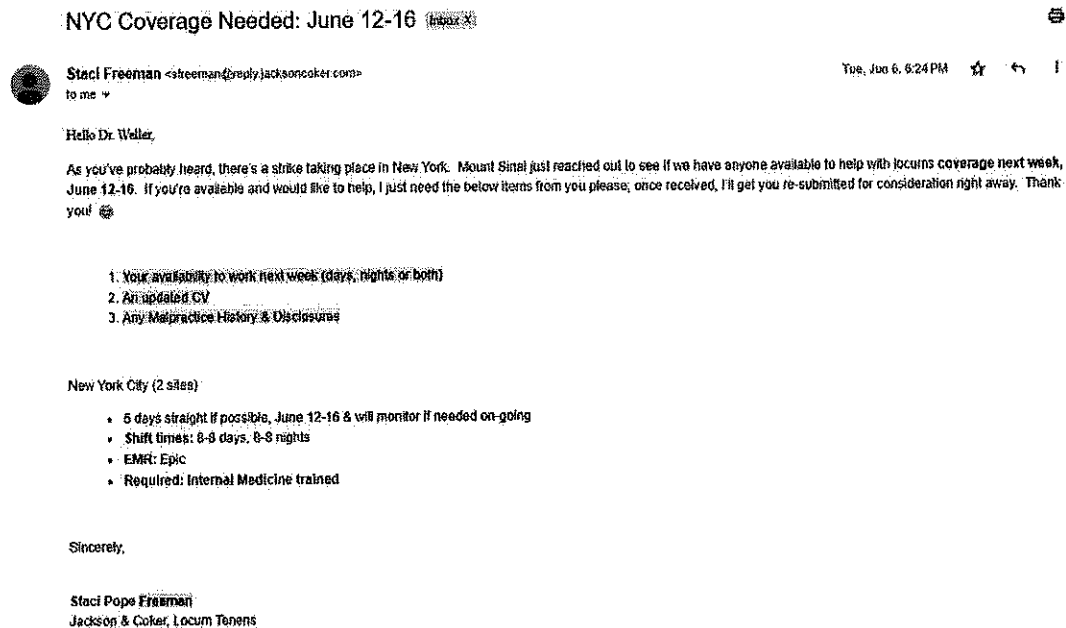 NYC Coverage Needed: June 12-16 Inbox x
Staci Freeman <sfreeman@reply.jacksoncoker.com>
Tue, Jun 6, 6:24 PM
to me
Hello Dr. Weller,
As you've probably heard, there's a strike taking place in New York. Mount Sinai just reached out to see if we have anyone available to help with locums coverage next week,
June 12-16. If you're available and would like to help, I just need the below items from you please; once received, I'll get you re-submitted for consideration right away. Thank
you!
1. Your availability to work next week (days, nights or both)
2. An updated CV
3. Any Malpractice History & Disclosures
New York City (2 sites)
• 5 days straight if possible, June 12-16 & will monitor if needed on-going
• Shift times: 8-8 days, 8-8 nights
• EMR: Epic
• Required: Internal Medicine trained
Sincerely,
Staci Pope Freeman
Jackson & Coker, Locum Tenens